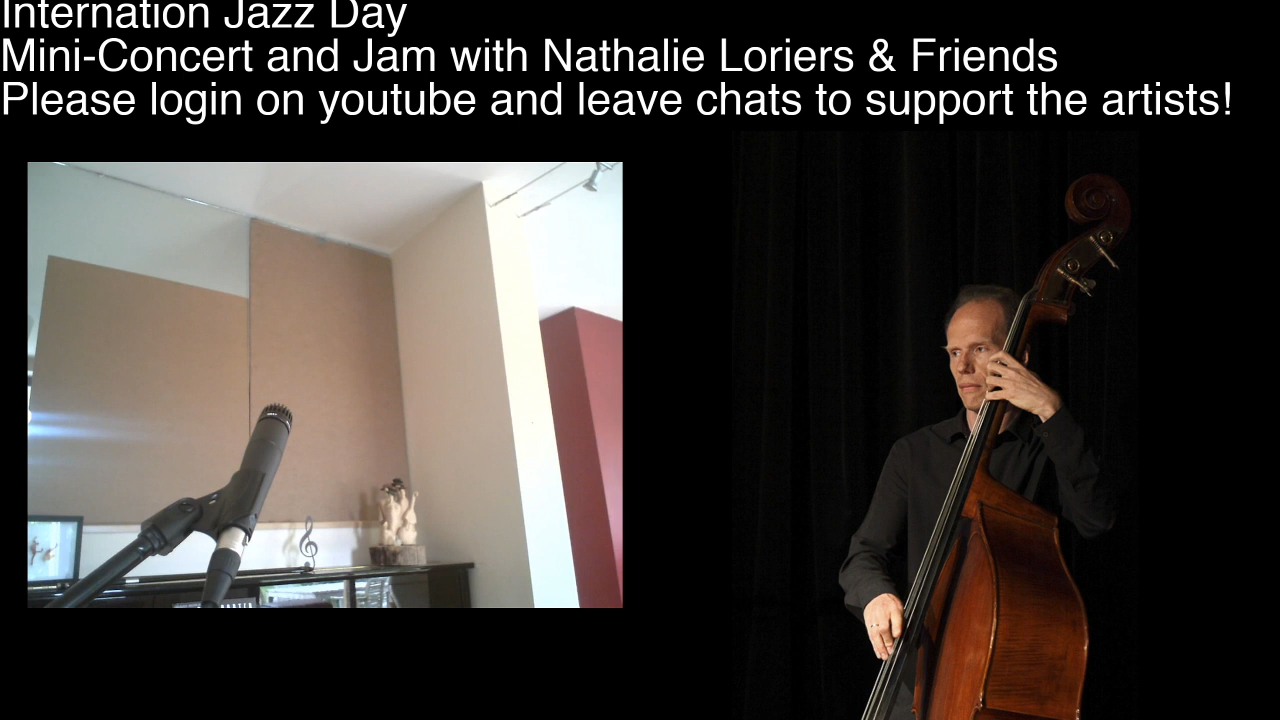 Internation Jazz Day
Mini-Concert and Jam with Nathalie Loriers & Friends
Please login on youtube and leave chats to support the artists!